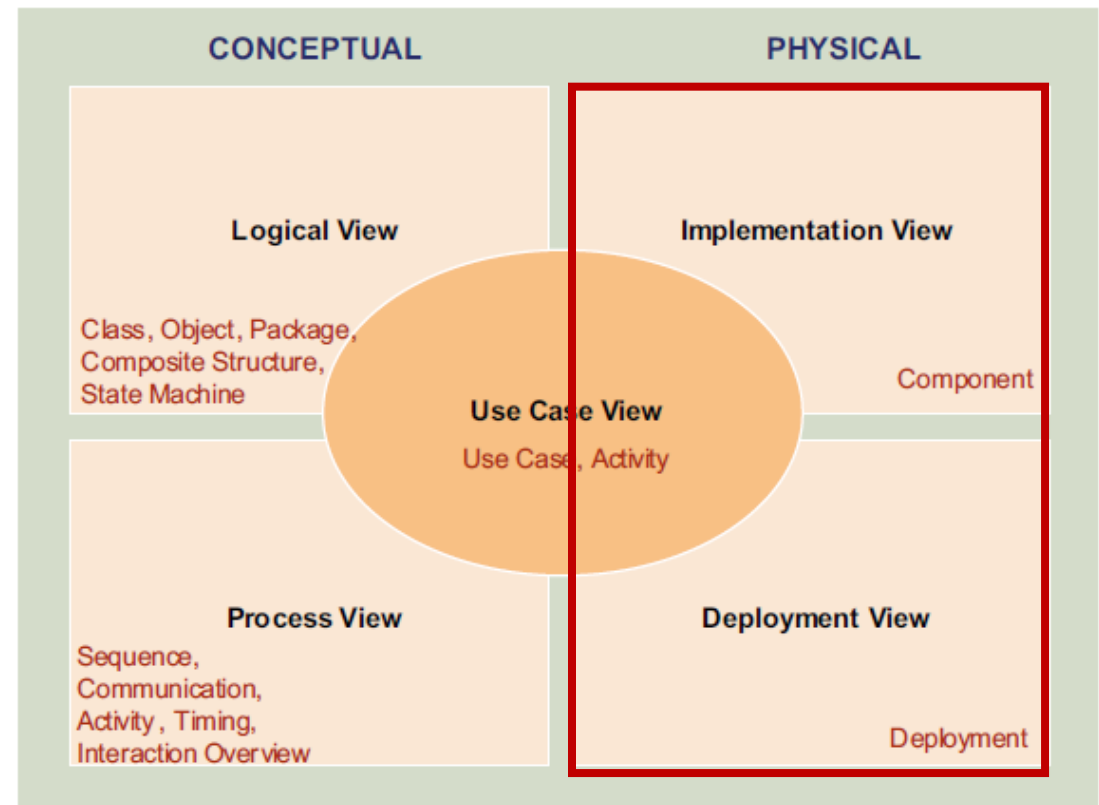 CONCEPTUAL
PHYSICAL
Logical View
Class, Object, Package,
Composite Structure,
State Machine
Implementation View
Component
Use Case View
Use Case, Activity
Process View
Sequence,
Communication,
Activity, Timing,
Interaction Overview
Deployment View
Deployment